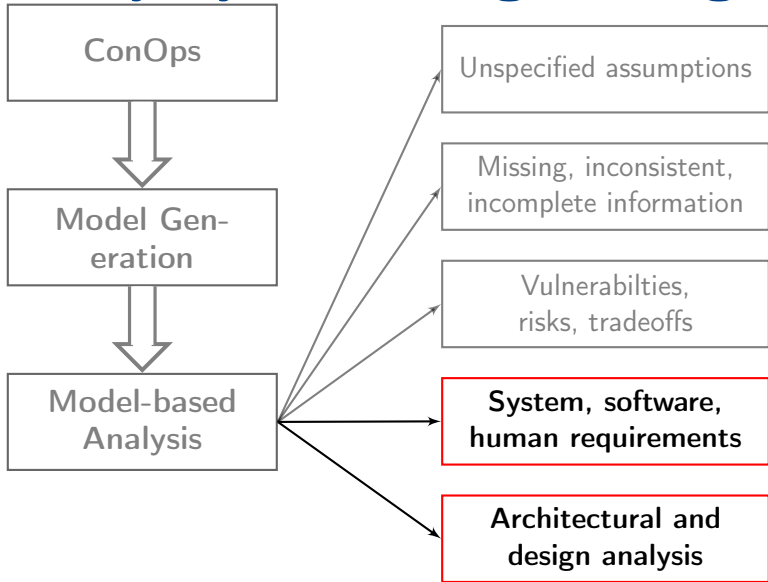 ConOps
Model Gen-
eration
Model-based
Analysis
Unspecified assumptions
Missing, inconsistent,
incomplete information
Vulnerabilties,
risks, tradeoffs
System, software,
human requirements
Architectural and
design analysis